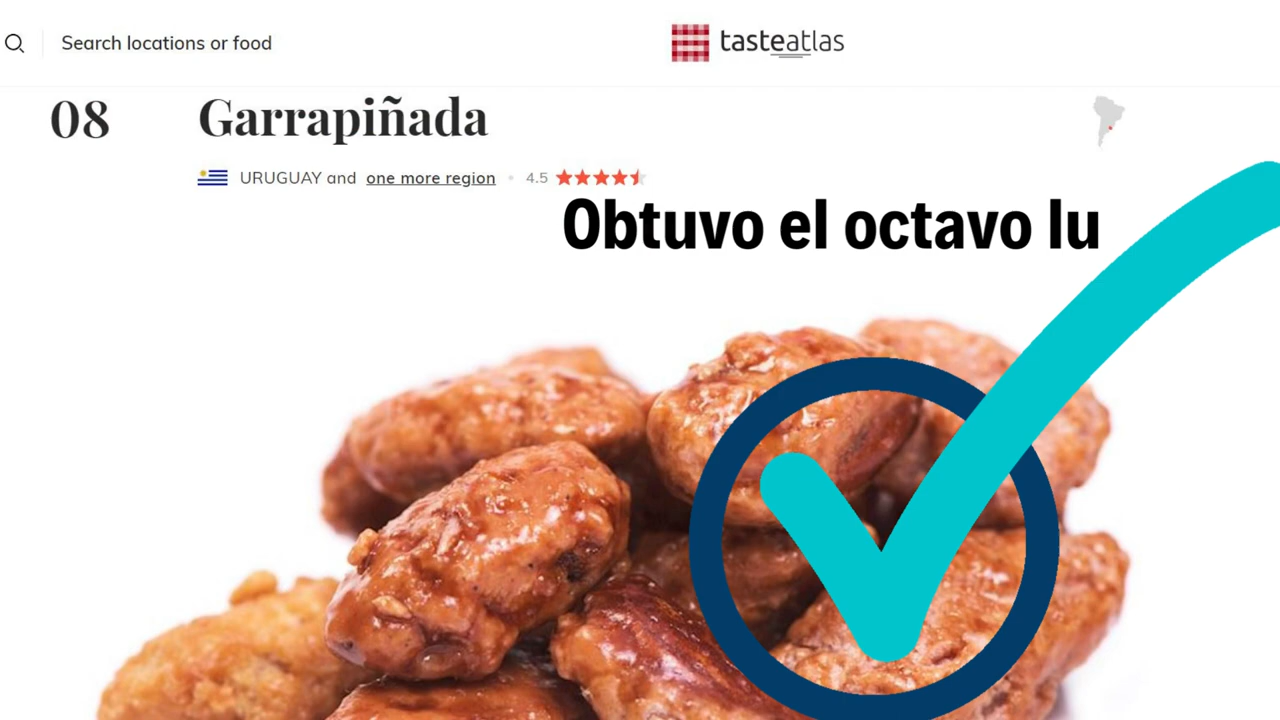 Search locations or food
tasteatlas
08
Garrapiñada
URUGUAY and one more region • 4.5
Obtuvo el octavo lu